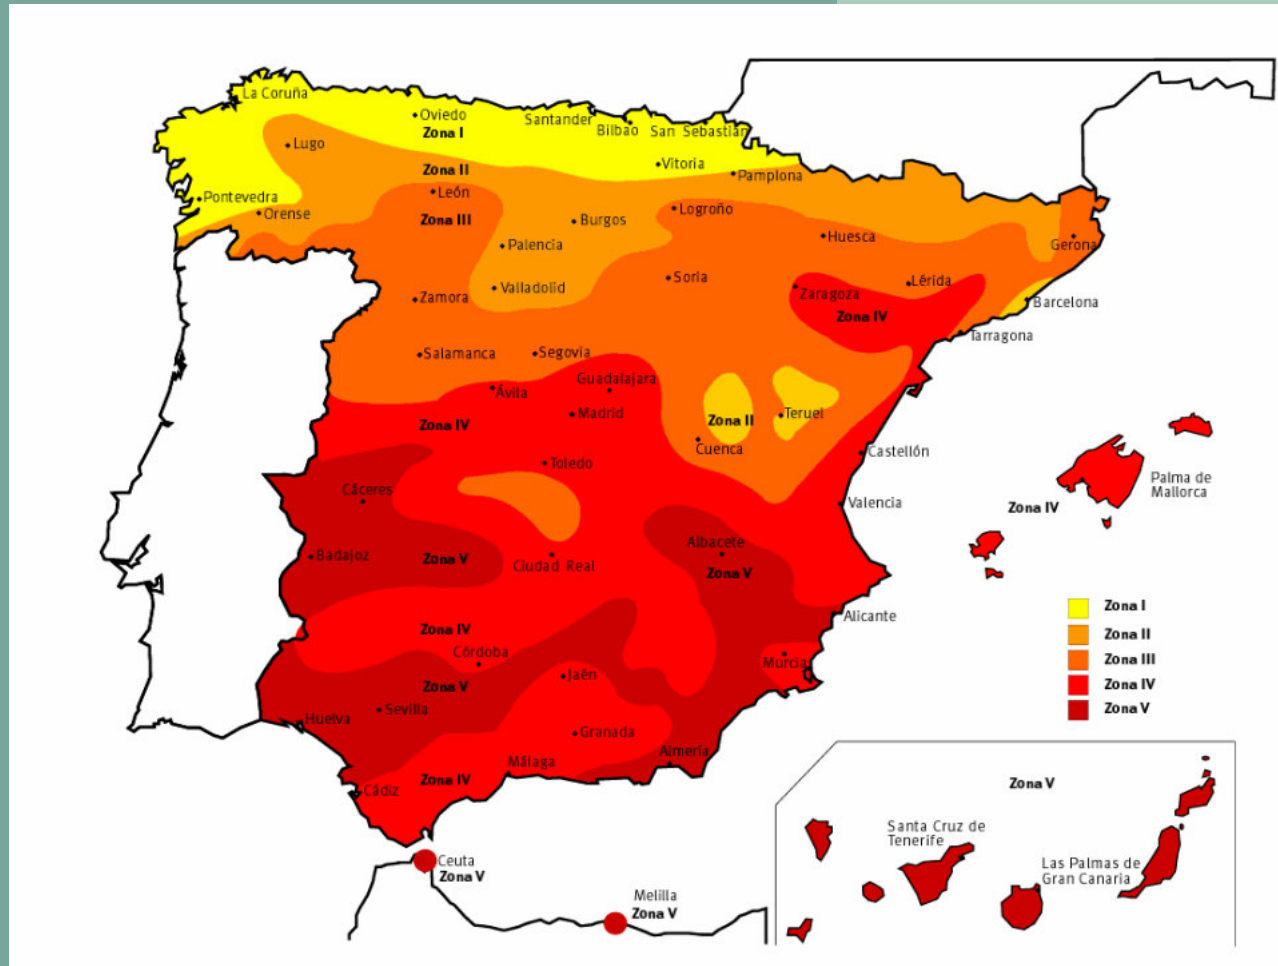 La Coruña
Oviedo
Zona I
Santander
Bilbao
San Sebastián
Lugo
Zona II
Vitoria
Pamplona
Pontevedra
León
Orense
Zona III
Burgos
Logroño
Palencia
Huesca
Gerona
Valladolid
Soria
Zamora
Zaragoza
Lérida
Barcelona
Zona IV
Tarragona
Salamanca
Segovia
Guadalajara
Ávila
Madrid
Zona IV
Zona II
Teruel
Cuenca
Castellón
Toledo
Cáceres
Valencia
Palma de
Mallorca
Zona IV
Badajoz
Zona V
Ciudad Real
Albacete
Zona V
Alicante
Zona I
Zona II
Zona III
Zona IV
Zona V
Zona IV
Córdoba
Murcia
Jaén
Zona V
Sevilla
Huelva
Granada
Almería
Málaga
Zona IV
Cádiz
Ceuta
Zona V
Melilla
Zona V
Zona V
Santa Cruz de
Tenerife
Las Palmas de
Gran Canaria